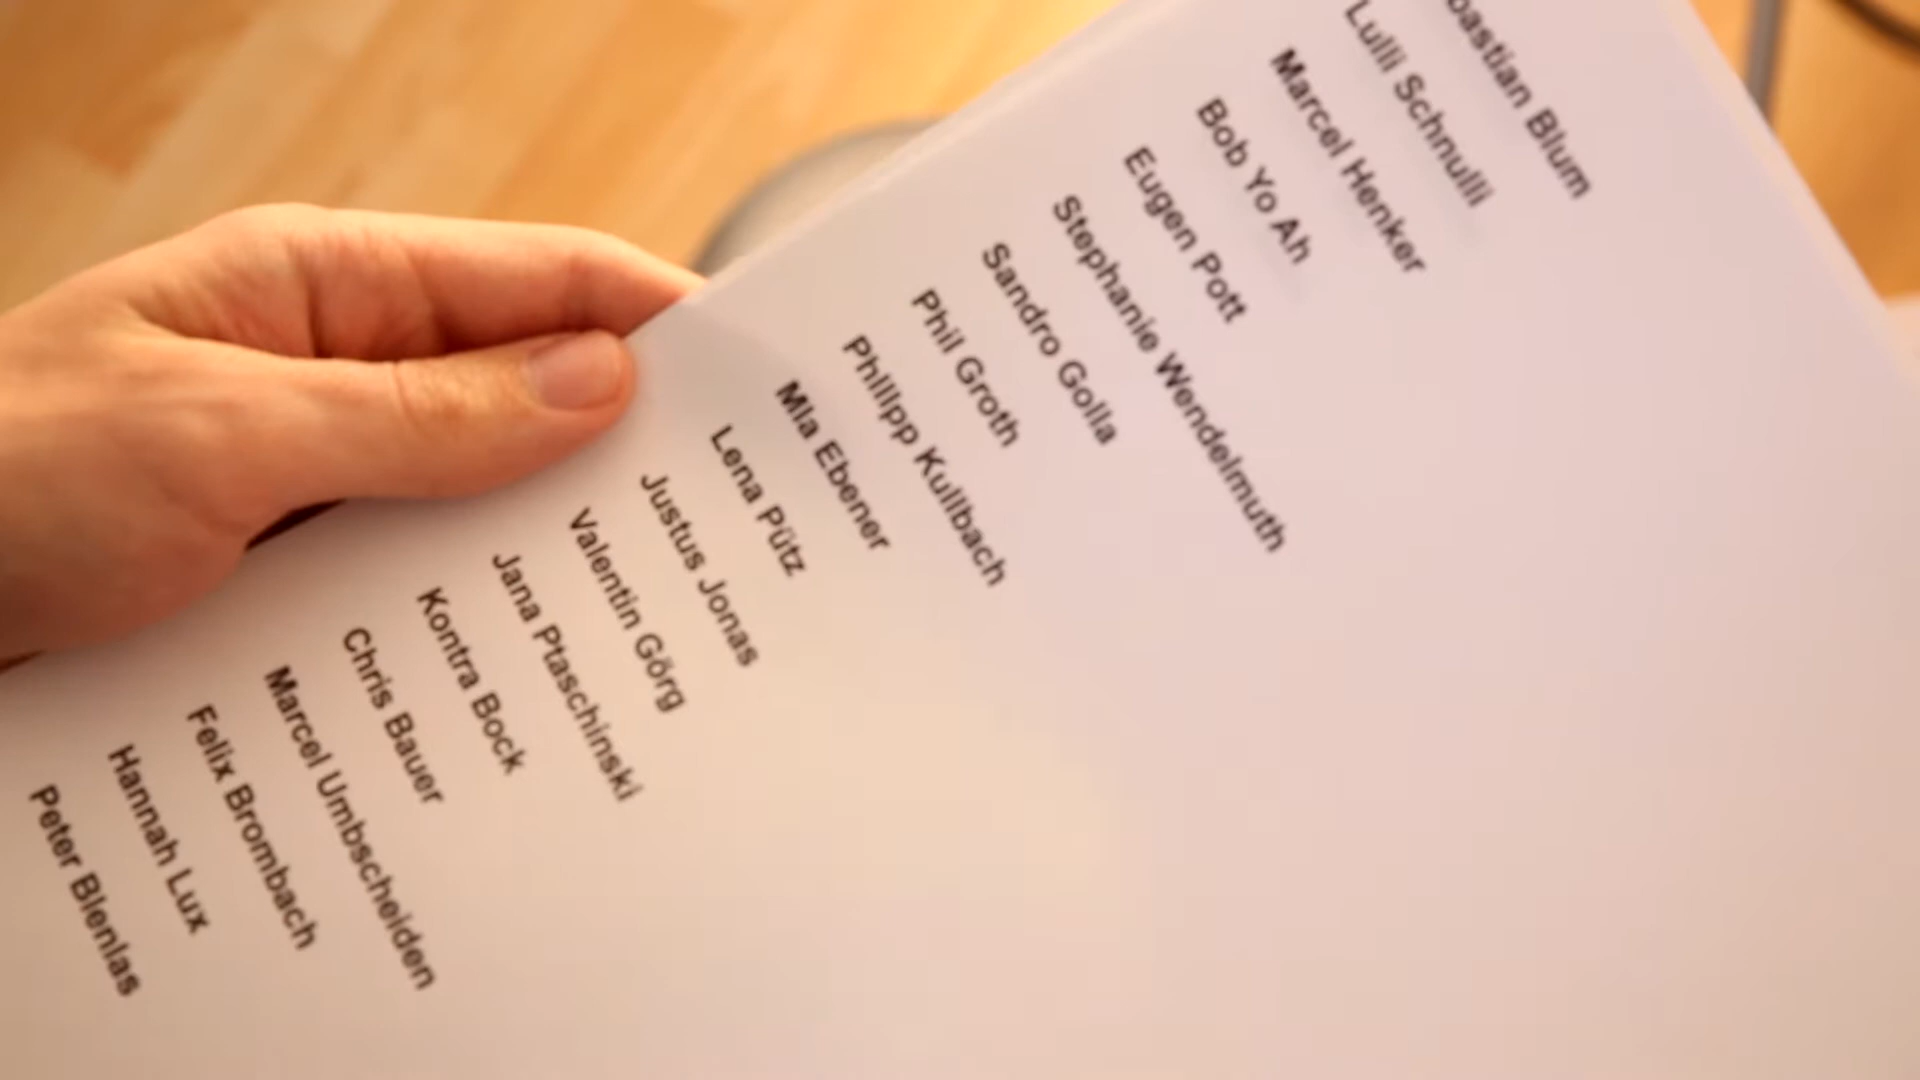 bastian Blum
Lulli Schnulli
Marcel Henker
Bob Yo Ah
Eugen Pott
Stephanie Wendelmuth
Sandro Golla
Phil Groth
Philipp Kullbach
Mia Ebener
Lena Pütz
Justus Jonas
Valentin Görg
Jana Ptaschinski
Kontra Bock
Chris Bauer
Marcel Umbscheiden
Felix Brombach
Hannah Lux
Peter Blenlas